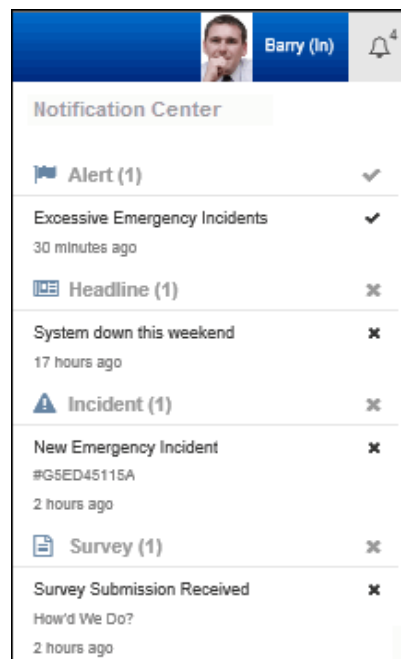 Barry (In)
4
Notification Center
Alert (1)
Excessive Emergency Incidents
30 minutes ago
Headline (1)
System down this weekend
17 hours ago
Incident (1)
New Emergency Incident
#G5ED45115A
2 hours ago
Survey (1)
Survey Submission Received
How'd We Do?
2 hours ago